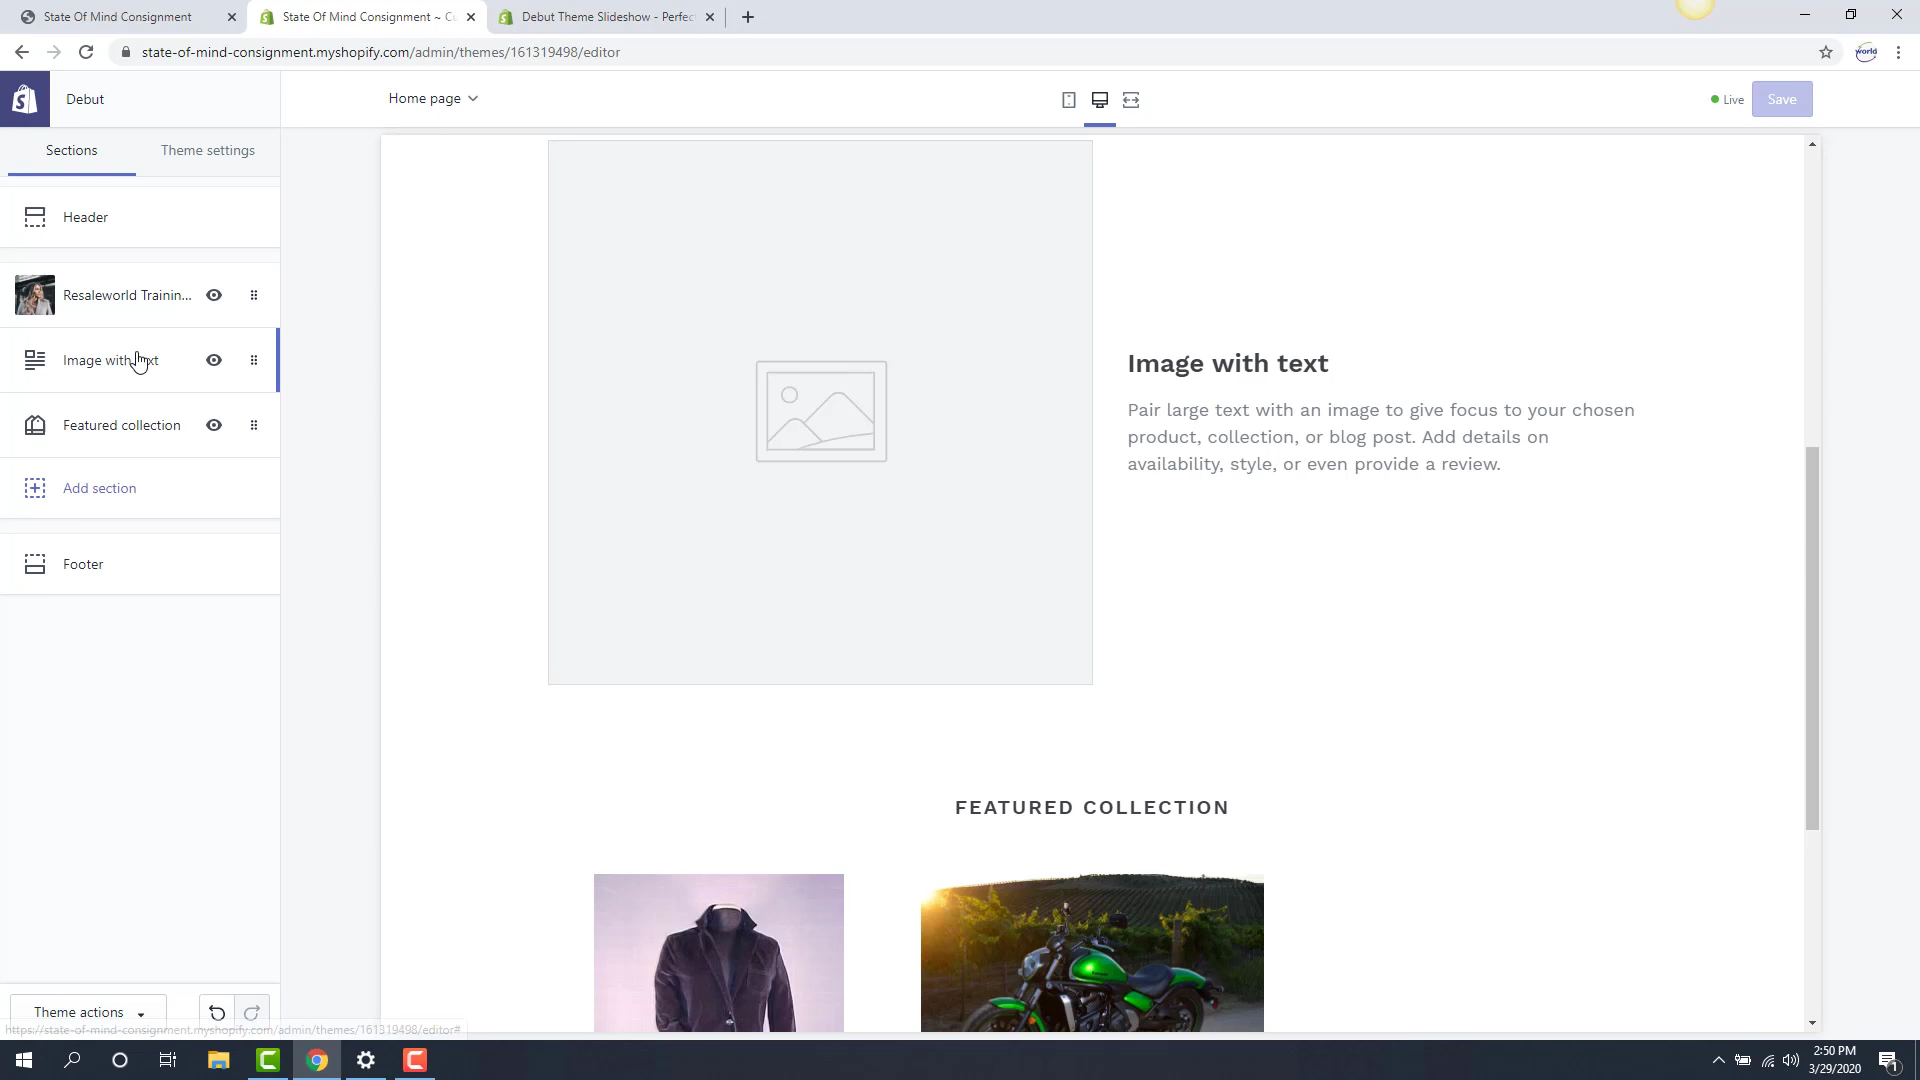 State Of Mind Consignment
State Of Mind Consignment ~ Cu
Debut Theme Slideshow - Perfec
state-of-mind-consignment.myshopify.com/admin/themes/161319498/editor
world
Debut
Home page
Live
Save
Sections
Theme settings
Header
Resaleworld Trainin...
Image with text
Featured collection
Add section
Footer
Image with text
Pair large text with an image to give focus to your chosen
product, collection, or blog post. Add details on
availability, style, or even provide a review.
FEATURED COLLECTION
Theme actions
https://state-of-mind-consignment.myshopify.com/admin/themes/161319498/editor#
2:50 PM
3/29/2020
1